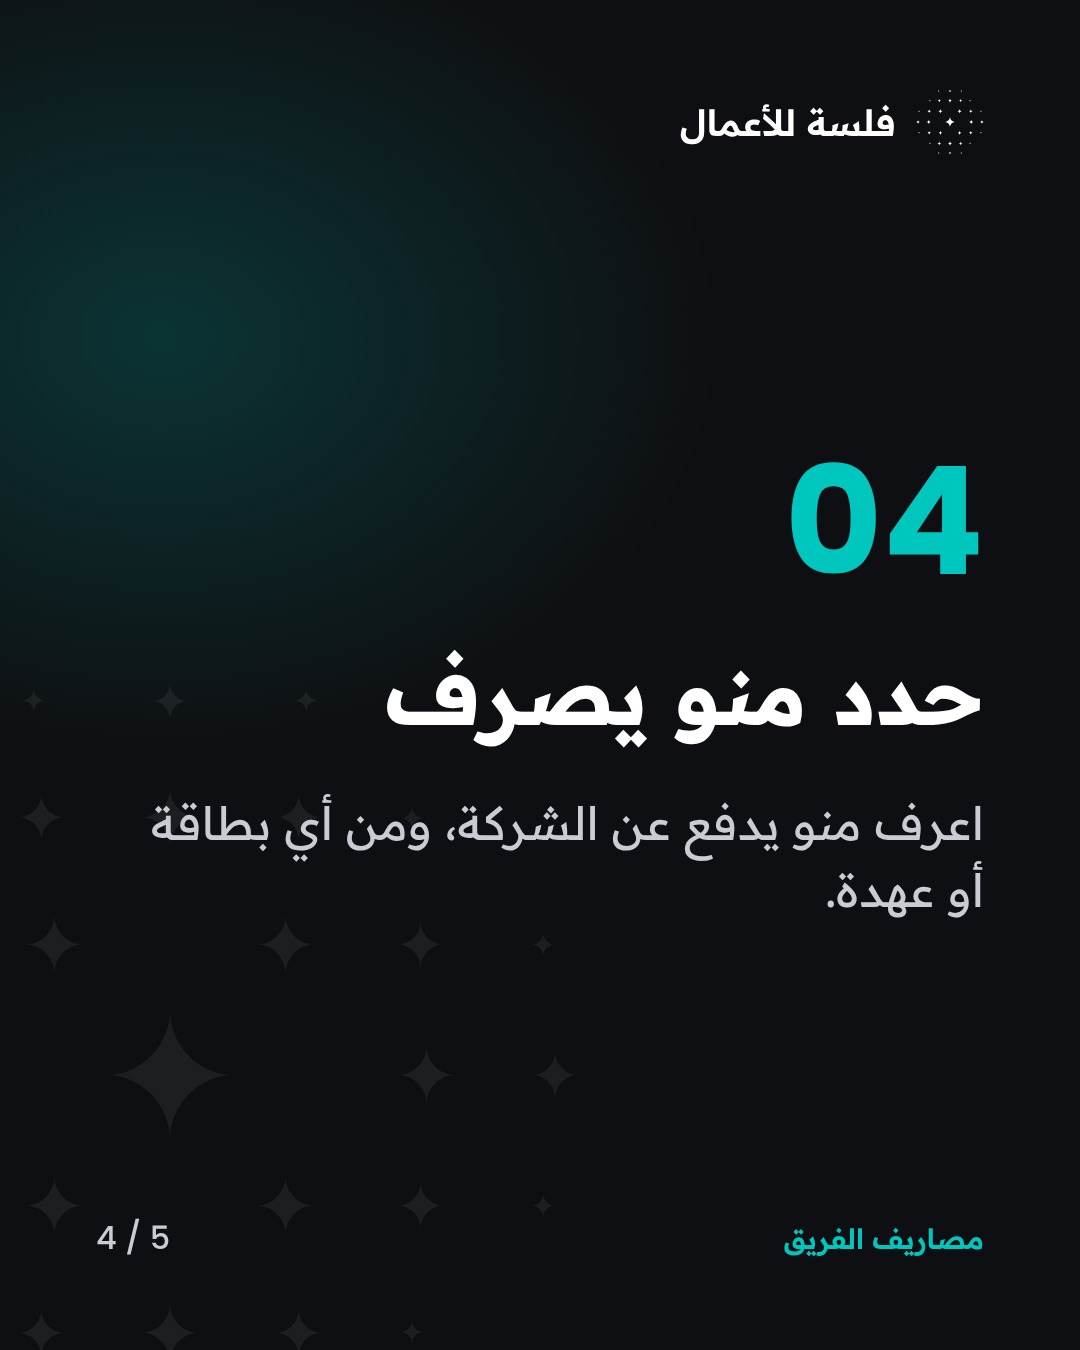 فلسة للأعمال
04
حدد منو يصرف
اعرف منو يدفع عن الشركة، ومن أي بطاقة
أو عهدة.
مصاريف الفريق
4 / 5